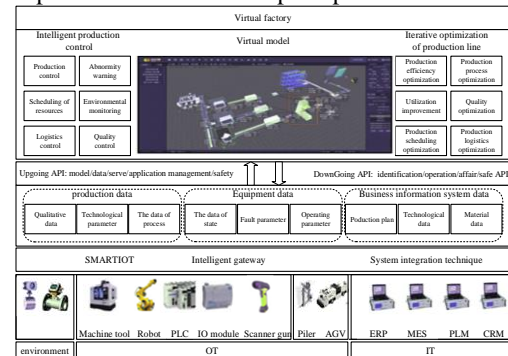 Virtual factory
Intelligent production
control
Virtual model
Iterative optimization
of production line
Production
control
Abnormity
warning
Production
efficiency
optimization
Production
process
optimization
Scheduling of
resources
Environmental
monitoring
Utilization
improvement
Quality
optimization
Logistics
control
Quality
control
Production
scheduling
optimization
Production
logistics
optimization
Upgoing API: model/data/serve/application management/safety
DownGoing API: identification/operation/affair/safe API
production data
Equipment data
Business information system data
Qualitative
data
Technological
parameter
The data of
process
The data of
state
Fault parameter
Operating
parameter
Poduction plan
Technological
data
Material
data
SMARTIOT
Intelligent gateway
System integration technique
Machine tool
Robot
PLC
IO module
Scanner gun
Piler
AGV
ERP
MES
PLM
CRM
environment
OT
IT